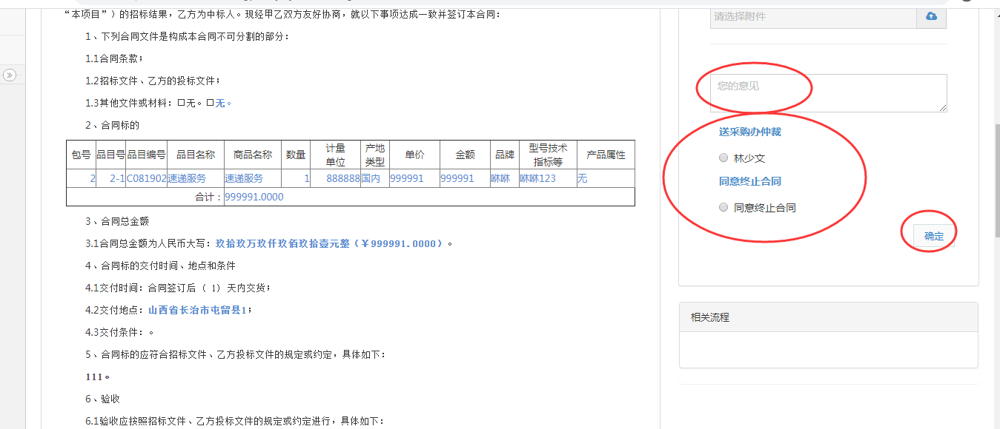 “本项目”）的招标结果，乙方为中标人。现经甲乙双方友好协商，就以下事项达成一致并签订本合同：
1、下列合同文件是构成本合同不可分割的部分：
1.1合同条款；
1.2招标文件、乙方的投标文件；
1.3其他文件或材料：□无。□无。
2、合同标的
包号 品目号 品目编号 品目名称 商品名称 数量 计量单位 产地类型 单价 金额 品牌 型号技术指标等 产品属性
2 2-1 C081902 速递服务 速递服务 1 888888 国内 999991 999991 咻咻 咻咻123 无
合计：999991.0000
3、合同总金额
3.1合同总金额为人民币大写：玖拾玖万玖仟玖佰玖拾壹元整（￥999991.0000）。
4、合同标的交付时间、地点和条件
4.1交付时间：合同签订后（ 1）天内交货；
4.2交付地点：山西省长治市屯留县1；
4.3交付条件：。
5、合同标的应符合招标文件、乙方投标文件的规定或约定，具体如下：
111。
6、验收
6.1验收应按照招标文件、乙方投标文件的规定或约定进行，具体如下：
请选择附件
您的意见
送采购办仲裁
林少文
同意终止合同
同意终止合同
确定
相关流程